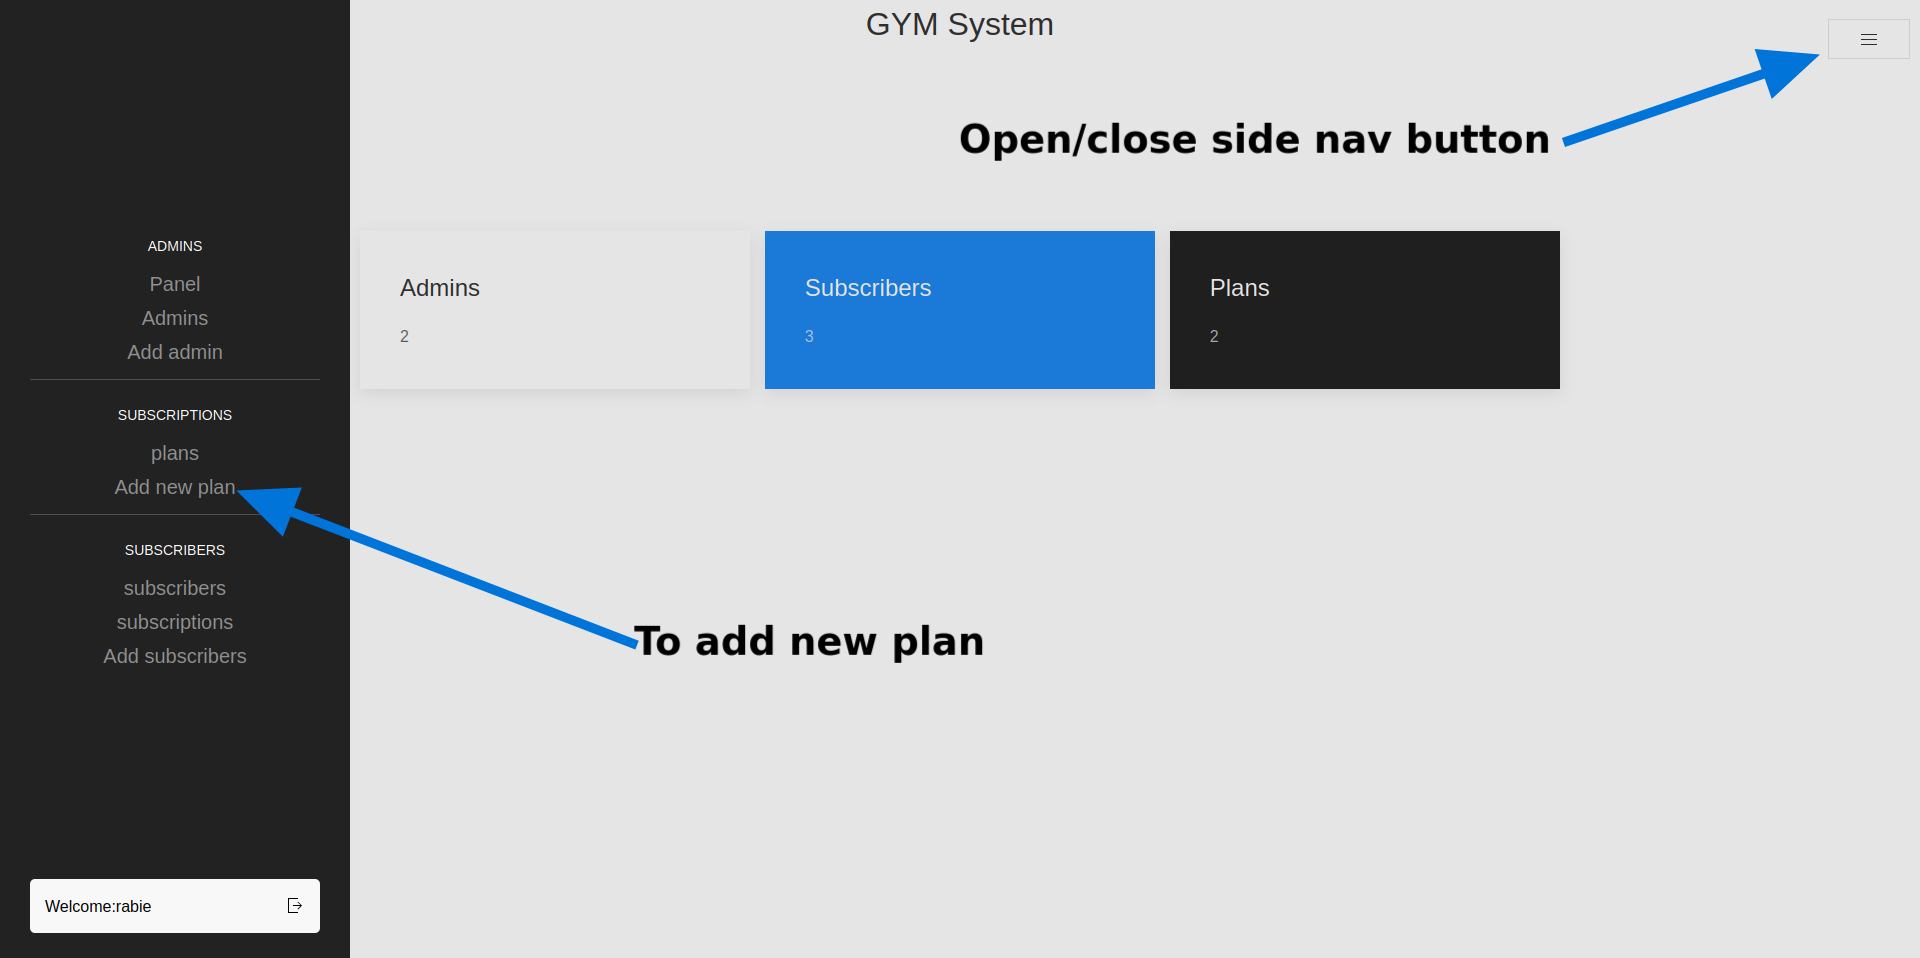 GYM System
Open/close side nav button
ADMINS
Panel
Admins
Add admin
SUBSCRIPTIONS
plans
Add new plan
SUBSCRIBERS
subscribers
subscriptions
Add subscribers
Welcome:rabie
Admins
2
Subscribers
3
Plans
2
To add new plan